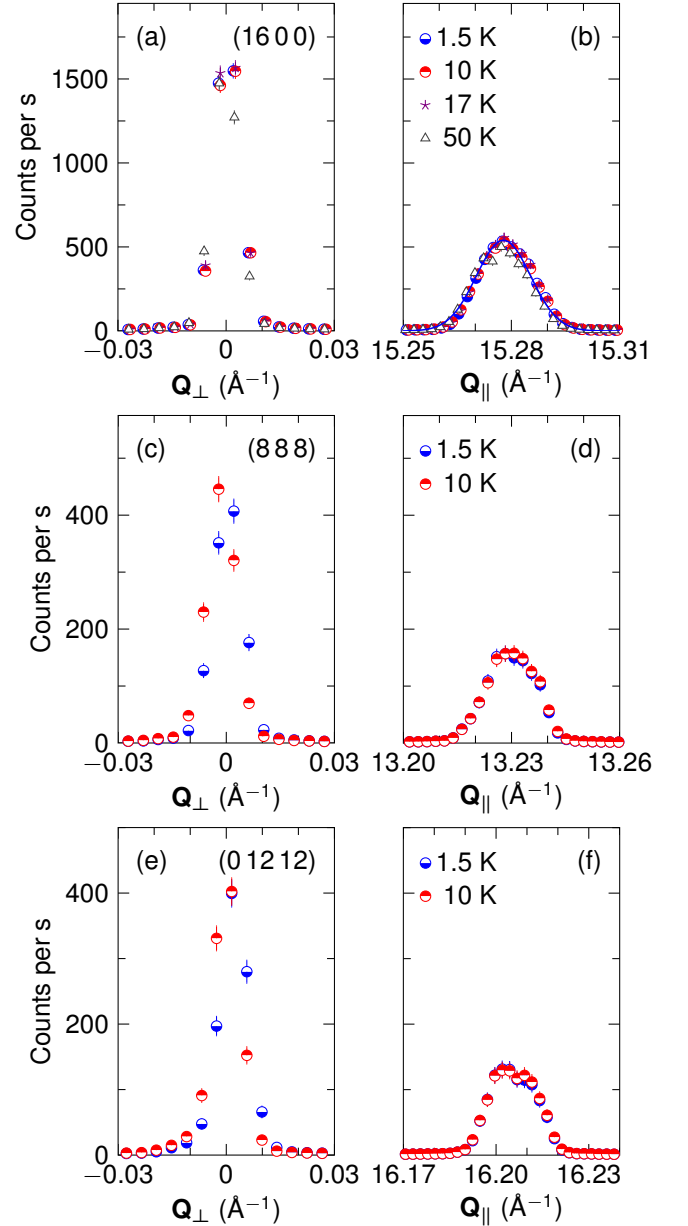 (a) (16 0 0) (b)
1.5 K
10 K
17 K
50 K
Counts per s
1500
1000
500
0
−0.03 0 0.03
15.25 15.28 15.31
Q⊥ (Å−1) Q∥ (Å−1)
(c) (8 8 8) (d)
1.5 K
10 K
Counts per s
400
200
0
−0.03 0 0.03
13.20 13.23 13.26
Q⊥ (Å−1) Q∥ (Å−1)
(e) (0 12 12) (f)
1.5 K
10 K
Counts per s
400
200
0
−0.03 0 0.03
16.17 16.20 16.23
Q⊥ (Å−1) Q∥ (Å−1)